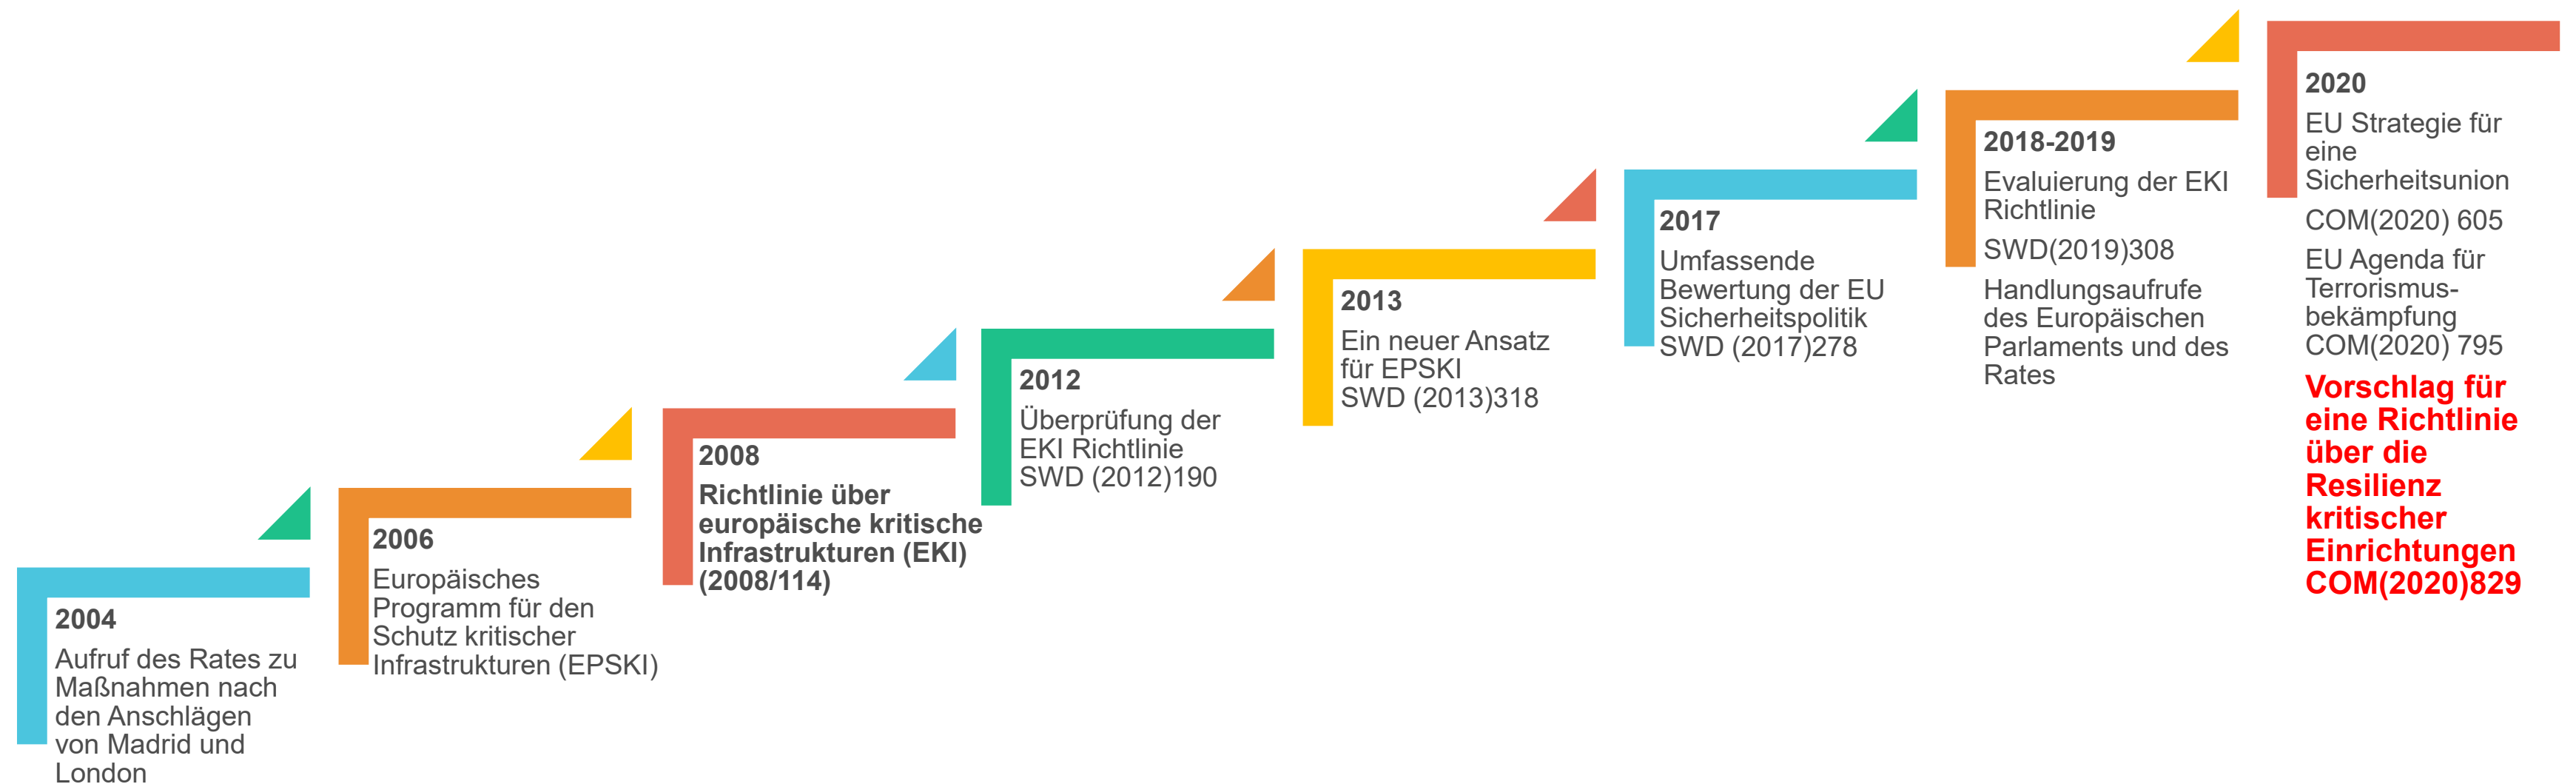 2004
Aufruf des Rates zu
Maßnahmen nach
den Anschlägen
von Madrid und
London
2006
Europäisches
Programm für den
Schutz kritischer
Infrastrukturen (EPSKI)
2008
Richtlinie über
europäische kritische
Infrastrukturen (EKI)
(2008/114)
2012
Überprüfung der
EKI Richtlinie
SWD (2012)190
2013
Ein neuer Ansatz
für EPSKI
SWD (2013)318
2017
Umfassende
Bewertung der EU
Sicherheitspolitik
SWD (2017)278
2018-2019
Evaluierung der EKI
Richtlinie
SWD(2019)308
Handlungsaufrufe
des Europäischen
Parlaments und des
Rates
2020
EU Strategie für
eine
Sicherheitsunion
COM(2020) 605
EU Agenda für
Terrorismus-
bekämpfung
COM(2020) 795
Vorschlag für
eine Richtlinie
über die
Resilienz
kritischer
Einrichtungen
COM(2020)829